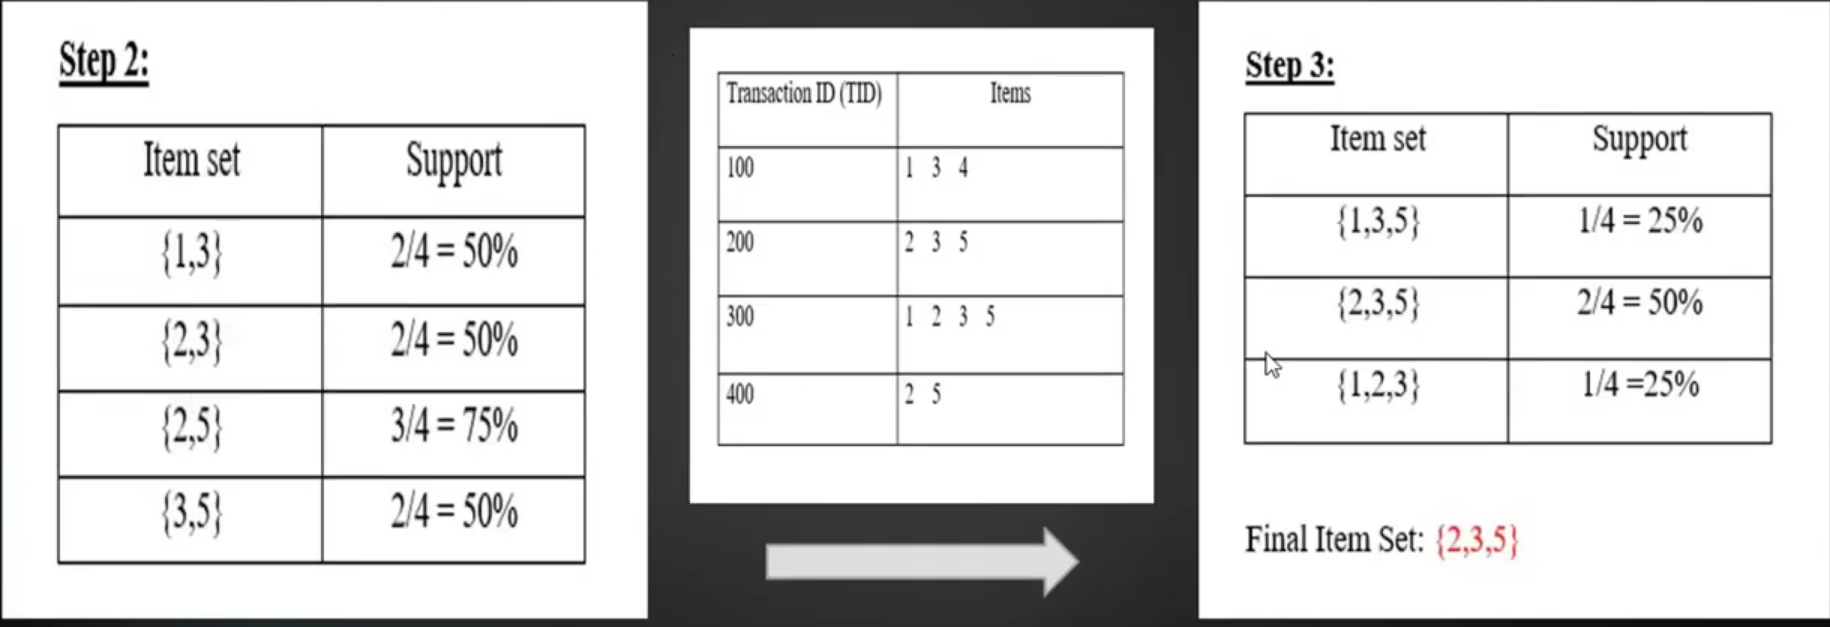 Step 2:
Item set Support
{1,3} 2/4 = 50%
{2,3} 2/4 = 50%
{2,5} 3/4 = 75%
{3,5} 2/4 = 50%
Transaction ID (TID) Items
100 1 3 4
200 2 3 5
300 1 2 3 5
400 2 5
Step 3:
Item set Support
{1,3,5} 1/4 = 25%
{2,3,5} 2/4 = 50%
{1,2,3} 1/4 =25%
Final Item Set: {2,3,5}